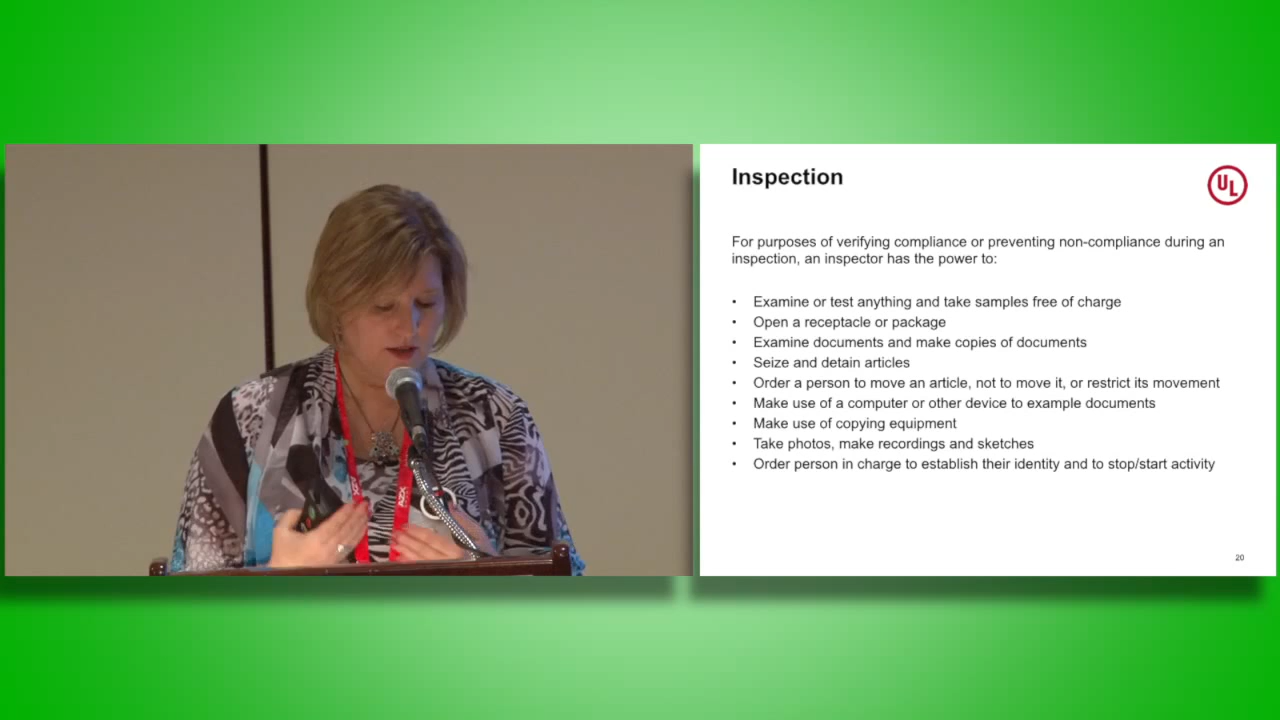 Inspection
UL
For purposes of verifying compliance or preventing non-compliance during an
inspection, an inspector has the power to:
• Examine or test anything and take samples free of charge
• Open a receptacle or package
• Examine documents and make copies of documents
• Seize and detain articles
• Order a person to move an article, not to move it, or restrict its movement
• Make use of a computer or other device to example documents
• Make use of copying equipment
• Take photos, make recordings and sketches
• Order person in charge to establish their identity and to stop/start activity
20